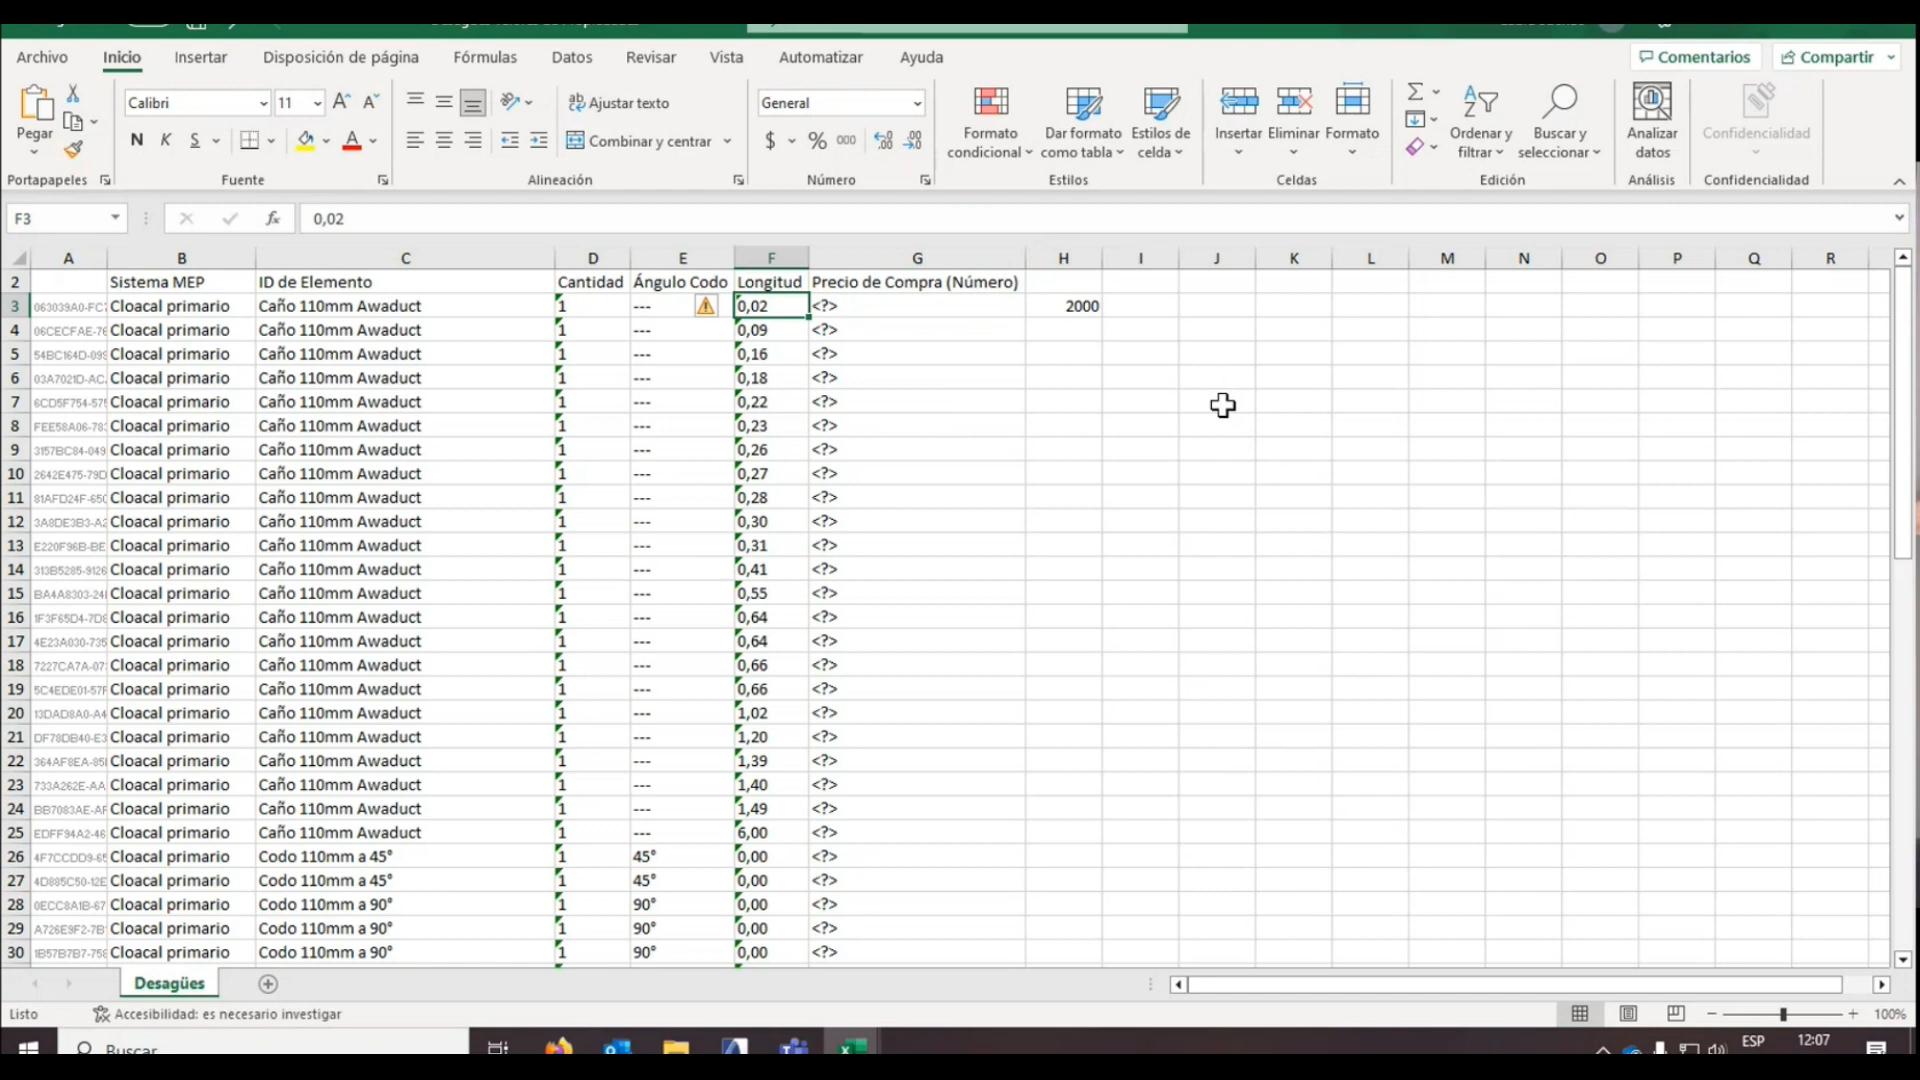 Archivo Inicio Insertar Disposición de página Fórmulas Datos Revisar Vista Automatizar Ayuda Comentarios Compartir
Calibri 11 Ajustar texto General
Pegar N K S Combinar y centrar $ % 000
Formato condicional Dar formato como tabla Estilos de celda Insertar Eliminar Formato Ordenar y filtrar Buscar y seleccionar Analizar datos Confidencialidad
Portapapeles Fuente Alineación Número Estilos Celdas Edición Análisis Confidencialidad
F3 fx 0,02
A B C D E F G H I J K L M N O P Q R
2 Sistema MEP ID de Elemento Cantidad Ángulo Codo Longitud Precio de Compra (Número)
3 063039A0-FC7 Cloacal primario Caño 110mm Awaduct 1 --- 0,02 <?> 2000
4 06CECFAE-76 Cloacal primario Caño 110mm Awaduct 1 --- 0,09 <?>
5 54BC164D-099 Cloacal primario Caño 110mm Awaduct 1 --- 0,16 <?>
6 03A7021D-AC Cloacal primario Caño 110mm Awaduct 1 --- 0,18 <?>
7 6CD5F754-575 Cloacal primario Caño 110mm Awaduct 1 --- 0,22 <?>
8 FEE58A06-783 Cloacal primario Caño 110mm Awaduct 1 --- 0,23 <?>
9 3157BC84-049 Cloacal primario Caño 110mm Awaduct 1 --- 0,26 <?>
10 2642E475-79D Cloacal primario Caño 110mm Awaduct 1 --- 0,27 <?>
11 81AFD24F-650 Cloacal primario Caño 110mm Awaduct 1 --- 0,28 <?>
12 3A8DE3B3-A2 Cloacal primario Caño 110mm Awaduct 1 --- 0,30 <?>
13 E220F96B-BE Cloacal primario Caño 110mm Awaduct 1 --- 0,31 <?>
14 313B5285-9126 Cloacal primario Caño 110mm Awaduct 1 --- 0,41 <?>
15 BA4A8303-24 Cloacal primario Caño 110mm Awaduct 1 --- 0,55 <?>
16 1F3F65D4-7D8 Cloacal primario Caño 110mm Awaduct 1 --- 0,64 <?>
17 4E23A030-735 Cloacal primario Caño 110mm Awaduct 1 --- 0,64 <?>
18 7227CA7A-07 Cloacal primario Caño 110mm Awaduct 1 --- 0,66 <?>
19 5C4EDE01-57F Cloacal primario Caño 110mm Awaduct 1 --- 0,66 <?>
20 13DAD8A0-A4 Cloacal primario Caño 110mm Awaduct 1 --- 1,02 <?>
21 DF78DB40-E3 Cloacal primario Caño 110mm Awaduct 1 --- 1,20 <?>
22 364AF8EA-85 Cloacal primario Caño 110mm Awaduct 1 --- 1,39 <?>
23 733A262E-AA Cloacal primario Caño 110mm Awaduct 1 --- 1,40 <?>
24 BB7083AE-AF Cloacal primario Caño 110mm Awaduct 1 --- 1,49 <?>
25 EDFF94A2-46 Cloacal primario Caño 110mm Awaduct 1 --- 6,00 <?>
26 4F7CCDD9-65 Cloacal primario Codo 110mm a 45° 1 45° 0,00 <?>
27 4D885C50-12E Cloacal primario Codo 110mm a 45° 1 45° 0,00 <?>
28 0ECC8A1B-67 Cloacal primario Codo 110mm a 90° 1 90° 0,00 <?>
29 A726E9F2-7B Cloacal primario Codo 110mm a 90° 1 90° 0,00 <?>
30 1B57B7B7-758 Cloacal primario Codo 110mm a 90° 1 90° 0,00 <?>
Desagües
Listo Accesibilidad: es necesario investigar 100%
Buscar ESP 12:07